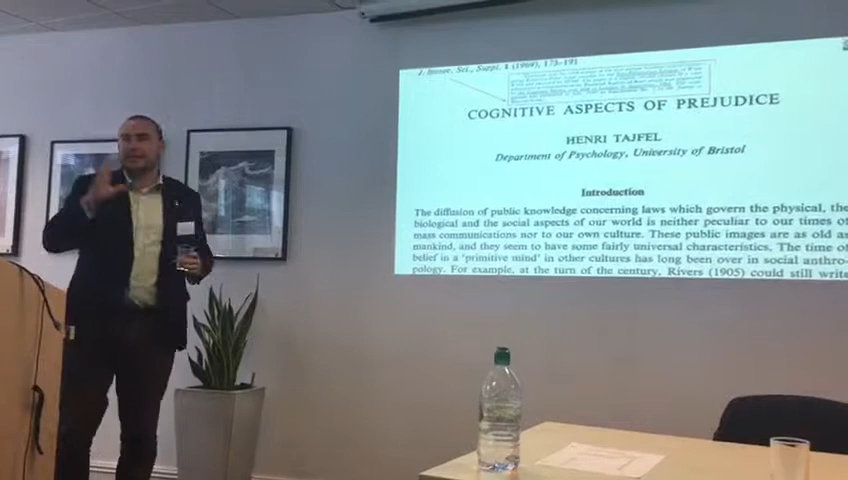 J. biosoc. Sci., Suppl. 1 (1969), 173-191
COGNITIVE ASPECTS OF PREJUDICE
HENRI TAJFEL
Department of Psychology, University of Bristol
Introduction
The diffusion of public knowledge concerning the laws which govern the physical, the
biological and the social aspects of our world is neither peculiar to our times of
mass communications nor to our own culture. These public images are as old as
mankind, and they seem to have some fairly universal characteristics. The time of
belief in a 'primitive mind' in other cultures has long been over in social anthro-
pology. For example, at the turn of the century, Rivers (1905) could still write